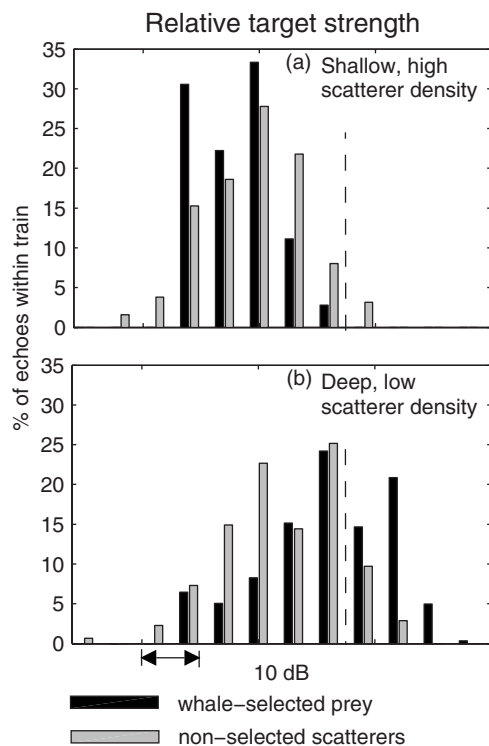 Relative target strength
% of echoes within train
(a) Shallow, high
scatterer density
35
30
25
20
15
10
5
0
(b) Deep, low
scatterer density
35
30
25
20
15
10
5
0
10 dB
whale−selected prey
non−selected scatterers